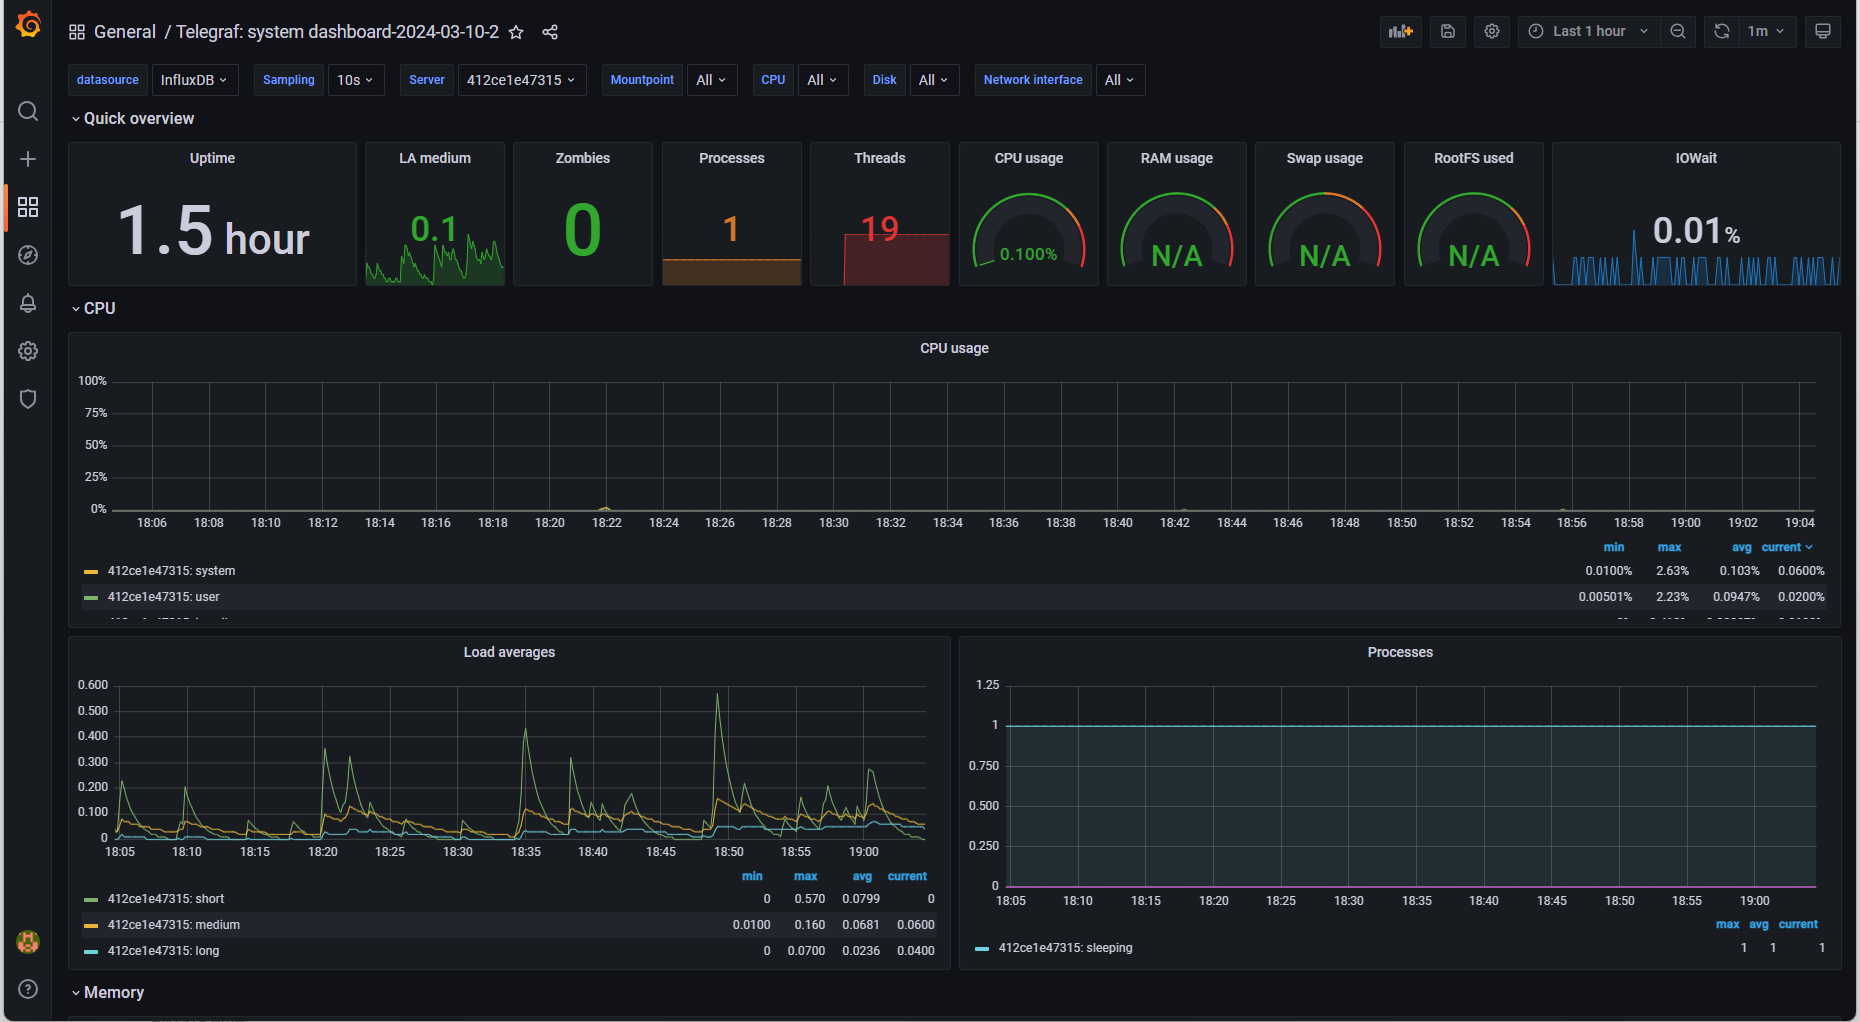 General / Telegraf: system dashboard-2024-03-10-2
Last 1 hour 1m
datasource InfluxDB Sampling 10s Server 412ce1e47315 Mountpoint All CPU All Disk All Network interface All
Quick overview
Uptime LA medium Zombies Processes Threads CPU usage RAM usage Swap usage RootFS used IOWait
1.5 hour 0.1 0 1 19 0.100% N/A N/A N/A 0.01%
CPU
CPU usage
100%
75%
50%
25%
0%
18:06 18:08 18:10 18:12 18:14 18:16 18:18 18:20 18:22 18:24 18:26 18:28 18:30 18:32 18:34 18:36 18:38 18:40 18:42 18:44 18:46 18:48 18:50 18:52 18:54 18:56 18:58 19:00 19:02 19:04
min max avg current
412ce1e47315: system 0.0100% 2.63% 0.103% 0.0600%
412ce1e47315: user 0.00501% 2.23% 0.0947% 0.0200%
Load averages
0.600
0.500
0.400
0.300
0.200
0.100
0
18:05 18:10 18:15 18:20 18:25 18:30 18:35 18:40 18:45 18:50 18:55 19:00
min max avg current
412ce1e47315: short 0 0.570 0.0799 0
412ce1e47315: medium 0.0100 0.160 0.0681 0.0600
412ce1e47315: long 0 0.0700 0.0236 0.0400
Processes
1.25
1
0.750
0.500
0.250
0
18:05 18:10 18:15 18:20 18:25 18:30 18:35 18:40 18:45 18:50 18:55 19:00
max avg current
412ce1e47315: sleeping 1 1 1
Memory